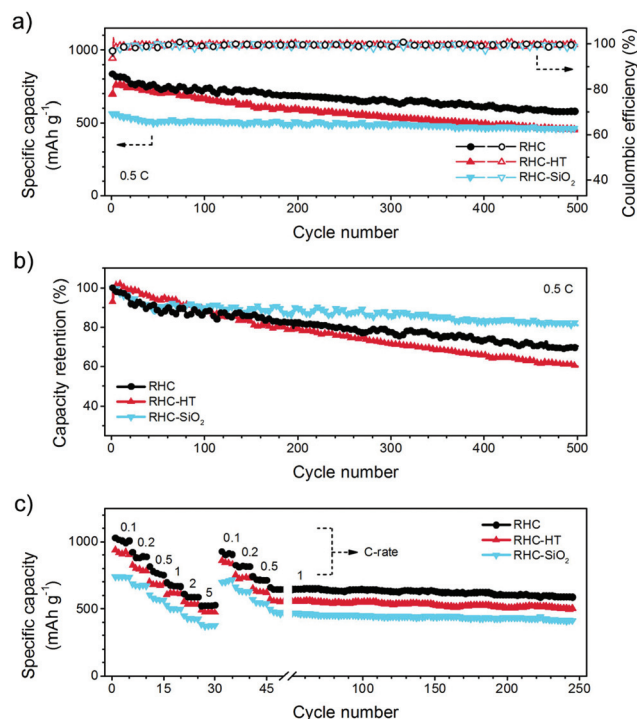 a)
Specific capacity
(mAh g⁻¹)
1000
500
0
100
80
60
40
Coulombic efficiency (%)
0.5 C
RHC
RHC-HT
RHC-SiO₂
0 100 200 300 400 500
Cycle number
b)
Capacity retention (%)
100
80
60
40
0.5 C
RHC
RHC-HT
RHC-SiO₂
0 100 200 300 400 500
Cycle number
c)
Specific capacity
(mAh g⁻¹)
1000
500
0
0.1
0.2
0.5
1
2
5
0.1
0.2
0.5
1
C-rate
RHC
RHC-HT
RHC-SiO₂
0 15 30 45 100 150 200 250
Cycle number